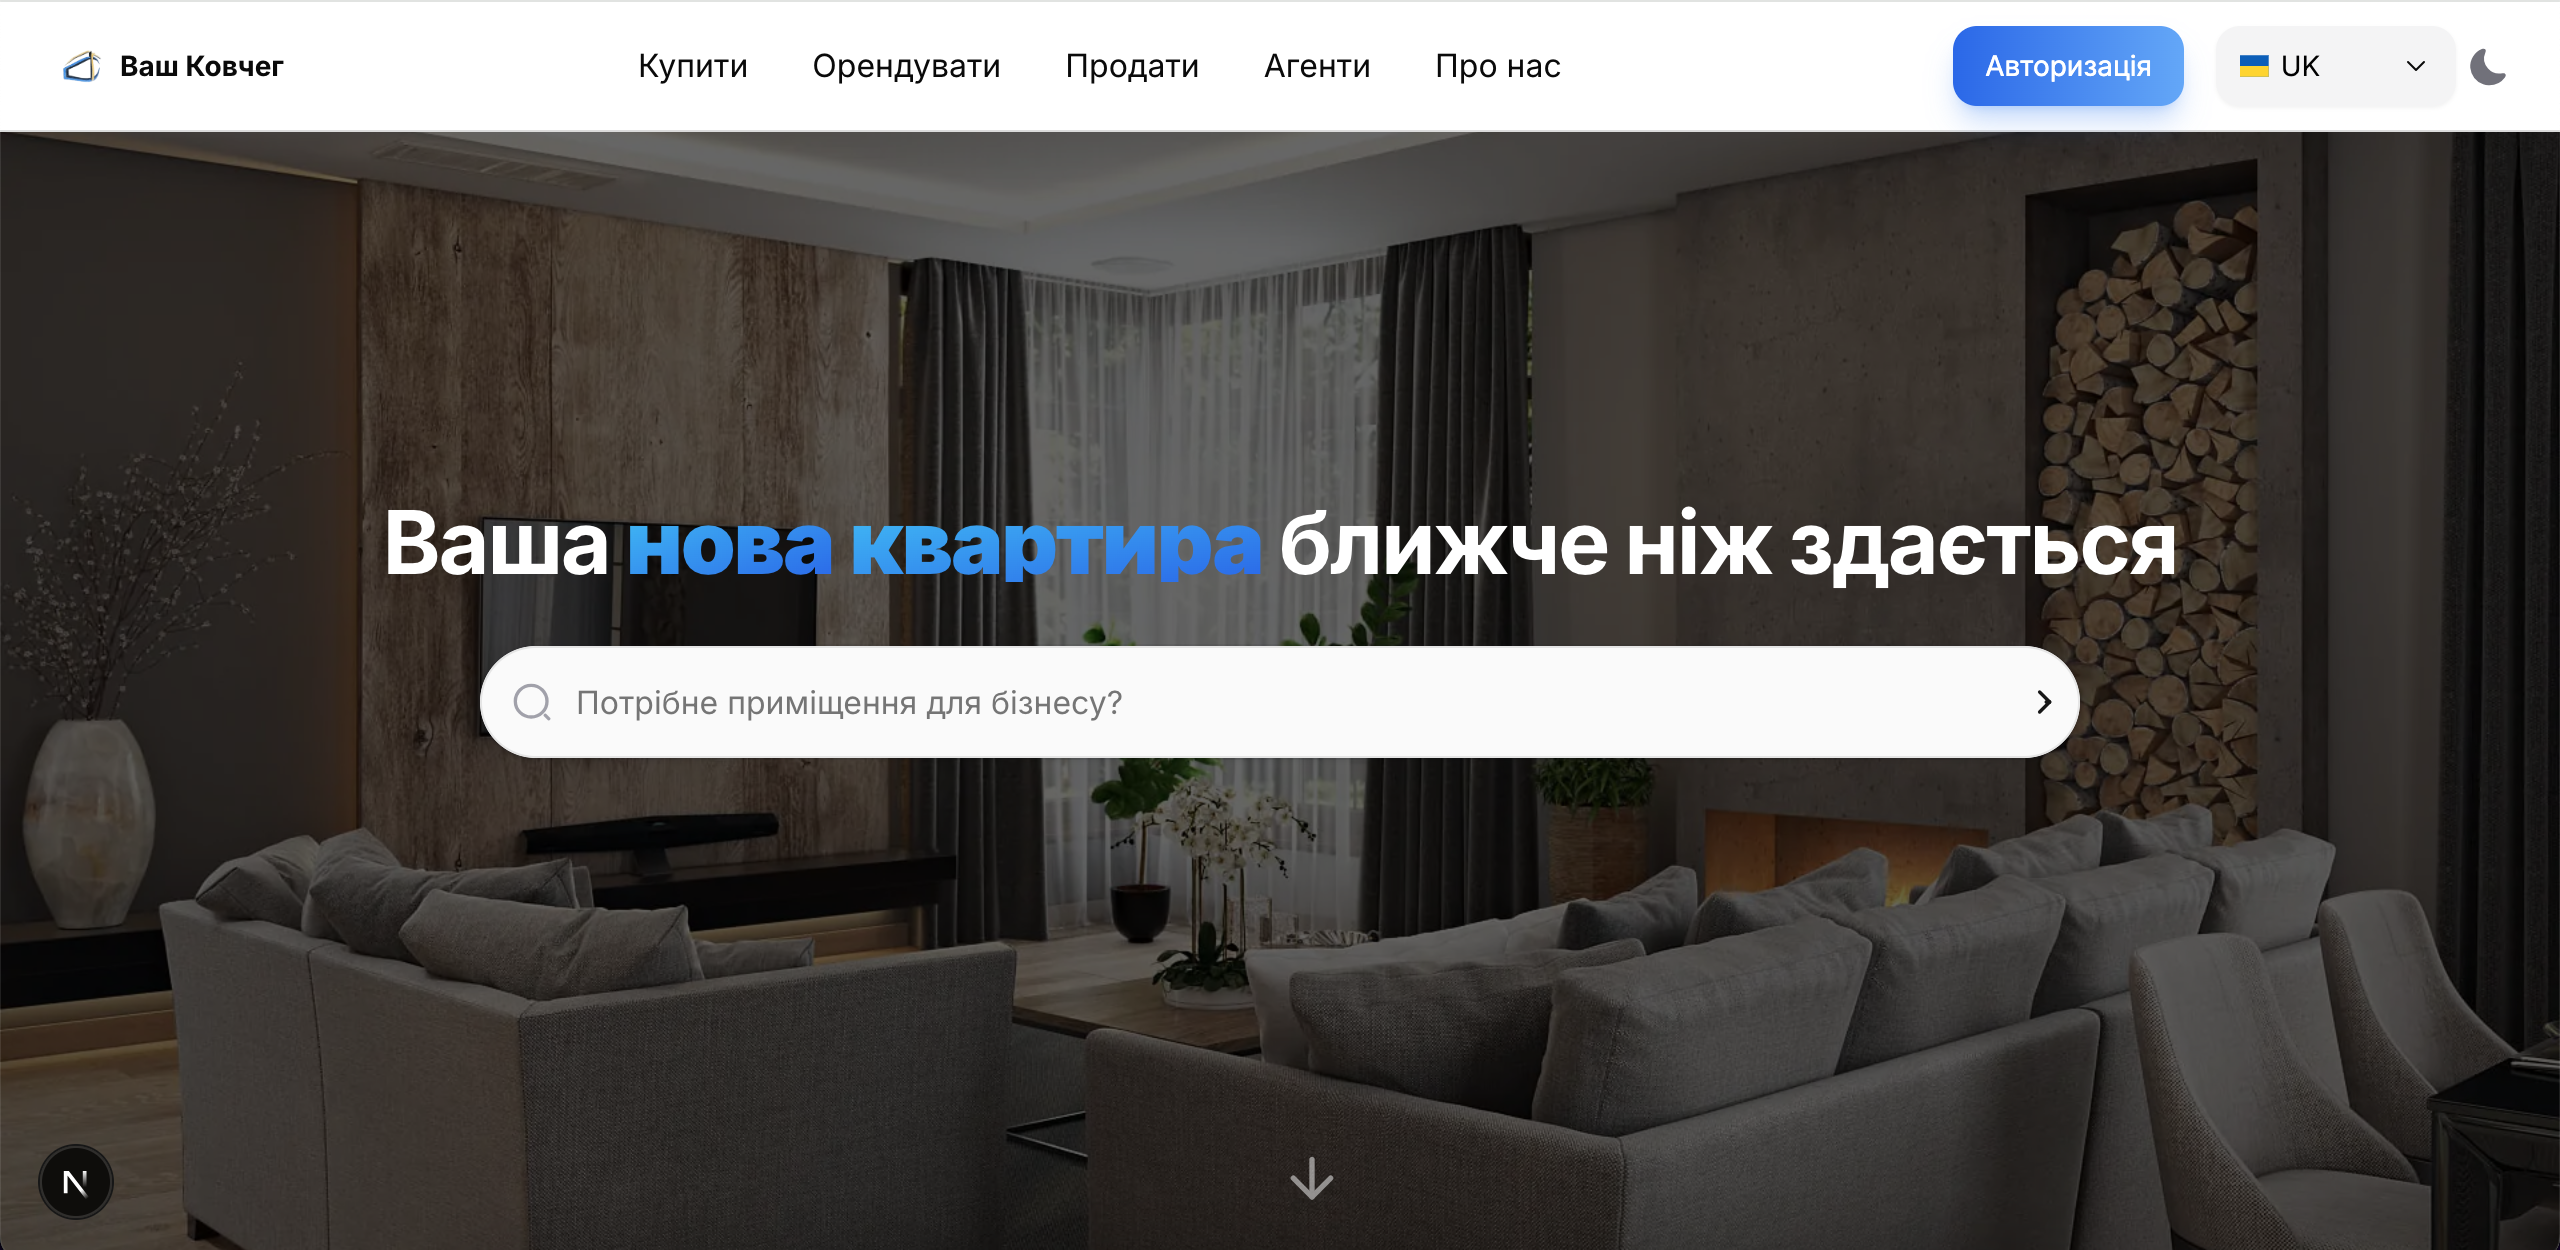 Ваш Ковчег
Купити
Орендувати
Продати
Агенти
Про нас
Авторизація
UK
Ваша нова квартира ближче ніж здається
Потрібне приміщення для бізнесу?
N